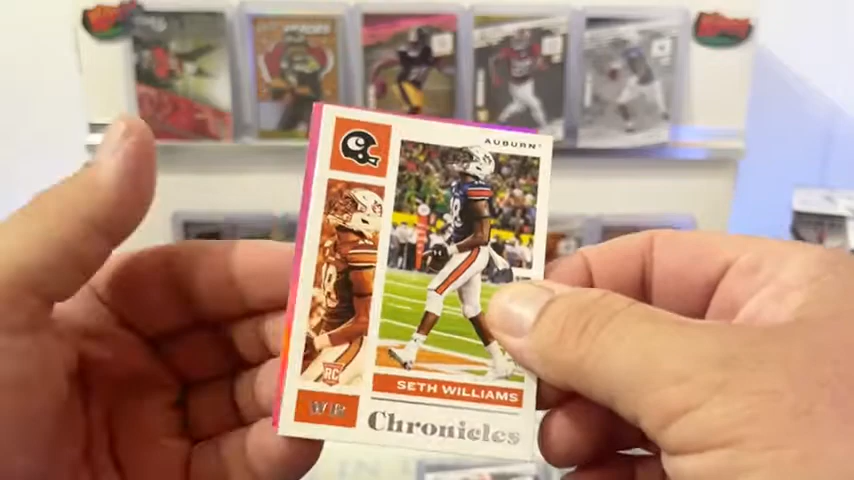 AUBURN
RC
SETH WILLIAMS
WR
Chronicles